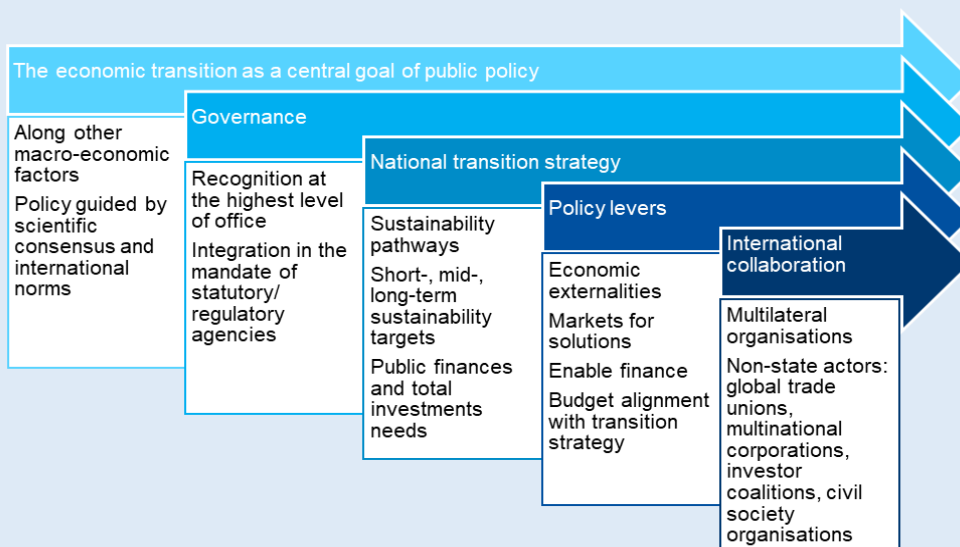 The economic transition as a central goal of public policy
Along other
macro-economic
factors
Policy guided by
scientific
consensus and
international
norms
Governance
Recognition at
the highest level
of office
Integration in the
mandate of
statutory/
regulatory
agencies
National transition strategy
Sustainability
pathways
Short-, mid-,
long-term
sustainability
targets
Public finances
and total
investments
needs
Policy levers
Economic
externalities
Markets for
solutions
Enable finance
Budget alignment
with transition
strategy
International
collaboration
Multilateral
organisations
Non-state actors:
global trade
unions,
multinational
corporations,
investor
coalitions, civil
society
organisations